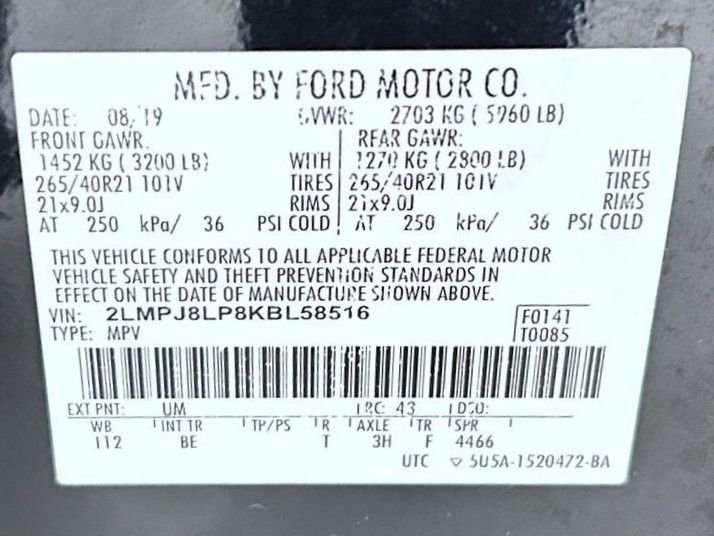 MFD. BY FORD MOTOR CO.
DATE: 08/19 GVWR: 2703 KG ( 5960 LB)
FRONT GAWR: REAR GAWR:
1452 KG ( 3200 LB) WITH 1270 KG ( 2800 LB) WITH
265/40R21 101V TIRES 265/40R21 101V TIRES
21x9.0J RIMS 21x9.0J RIMS
AT 250 kPa/ 36 PSI COLD AT 250 kPa/ 36 PSI COLD
THIS VEHICLE CONFORMS TO ALL APPLICABLE FEDERAL MOTOR
VEHICLE SAFETY AND THEFT PREVENTION STANDARDS IN
EFFECT ON THE DATE OF MANUFACTURE SHOWN ABOVE.
VIN: 2LMPJ8LP8KBL58516 F0141
TYPE: MPV T0085
EXT PNT: UM RC: 43 DSO:
WB INT TR TP/PS R AXLE TR SPR
112 BE T 3H F 4466
UTC ▽ 5U5A-1520472-BA